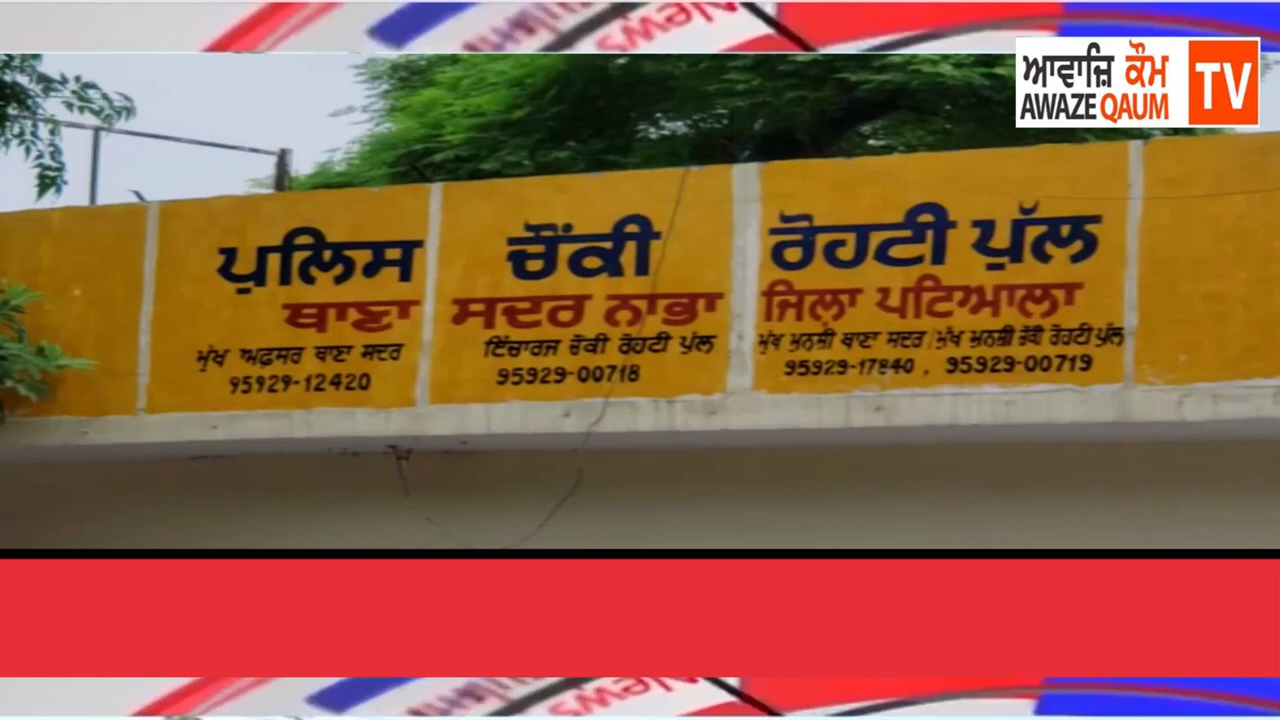 ਆਵਾਜ਼ਿ ਕੌਮ
AWAZE QAUM
TV
ਪੁਲਿਸ ਚੌਂਕੀ ਰੋਹਟੀ ਪੁੱਲ
ਥਾਣਾ ਸਦਰ ਨਾਭਾ ਜਿਲਾ ਪਟਿਆਲਾ
ਮੁੱਖ ਅਫ਼ਸਰ ਥਾਣਾ ਸਦਰ
95929-12420
ਇੰਚਾਰਜ ਚੌਕੀ ਰੋਹਟੀ ਪੁੱਲ
95929-00718
ਮੁੱਖ ਮੁਨਸ਼ੀ ਥਾਣਾ ਸਦਰ/ਮੁੱਖ ਮੁਨਸ਼ੀ ਚੌਕੀ ਰੋਹਟੀ ਪੁੱਲ
95929-17840 , 95929-00719
News